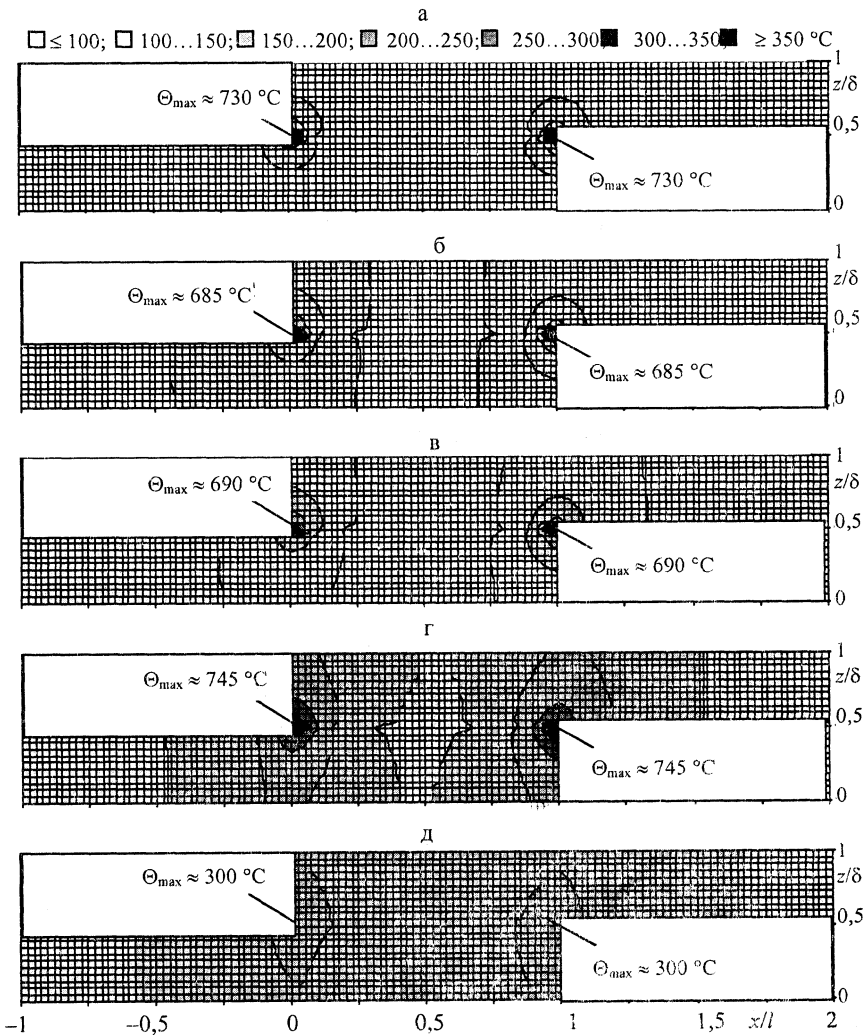 а
≤ 100; 100...150; 150...200; 200...250; 250...300; 300...350; ≥ 350 °C
1
z/δ
Θmax ≈ 730 °C
0,5
Θmax ≈ 730 °C
0
б
1
z/δ
Θmax ≈ 685 °C
0,5
Θmax ≈ 685 °C
0
в
1
z/δ
Θmax ≈ 690 °C
0,5
Θmax ≈ 690 °C
0
г
1
z/δ
Θmax ≈ 745 °C
0,5
Θmax ≈ 745 °C
0
д
1
z/δ
Θmax ≈ 300 °C
0,5
Θmax ≈ 300 °C
0
−1 −0,5 0 0,5 1 1,5 x/l 2